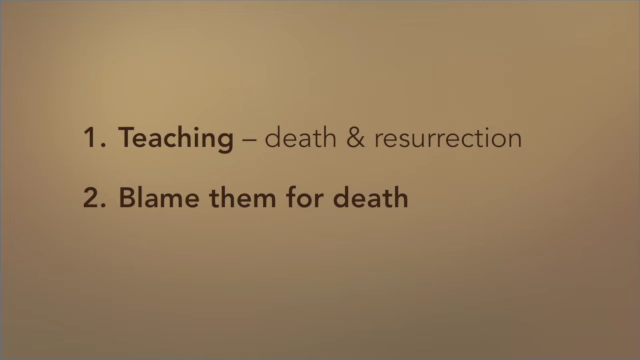 1. Teaching – death & resurrection
2. Blame them for death